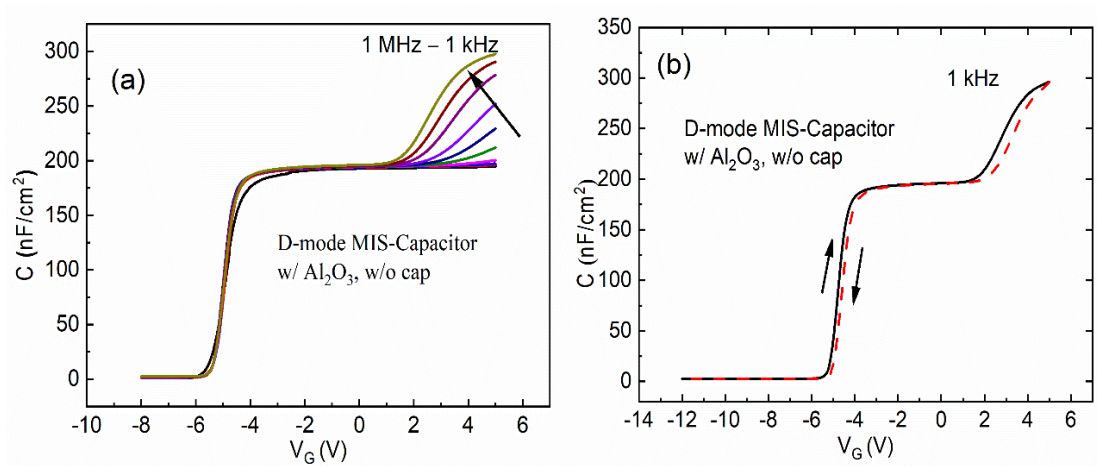 (a)
1 MHz – 1 kHz
D-mode MIS-Capacitor
w/ Al₂O₃, w/o cap
C (nF/cm²)
300
250
200
150
100
50
0
-10 -8 -6 -4 -2 0 2 4 6
V_G (V)
(b)
1 kHz
D-mode MIS-Capacitor
w/ Al₂O₃, w/o cap
C (nF/cm²)
350
300
250
200
150
100
50
0
-14 -12 -10 -8 -6 -4 -2 0 2 4 6
V_G (V)